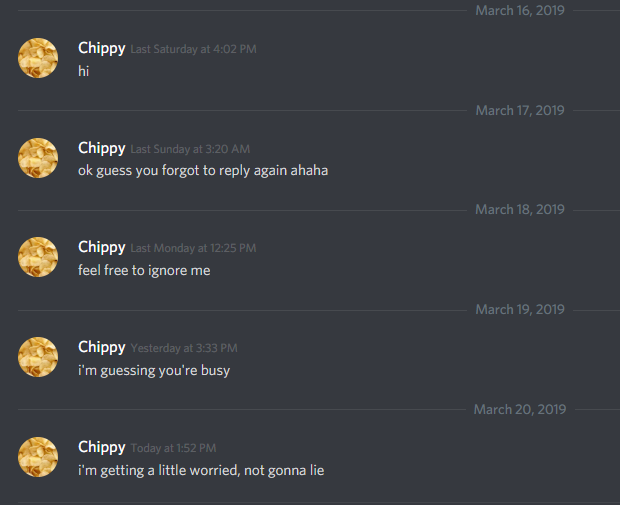 March 16, 2019
Chippy Last Saturday at 4:02 PM
hi
March 17, 2019
Chippy Last Sunday at 3:20 AM
ok guess you forgot to reply again ahaha
March 18, 2019
Chippy Last Monday at 12:25 PM
feel free to ignore me
March 19, 2019
Chippy Yesterday at 3:33 PM
i'm guessing you're busy
March 20, 2019
Chippy Today at 1:52 PM
i'm getting a little worried, not gonna lie